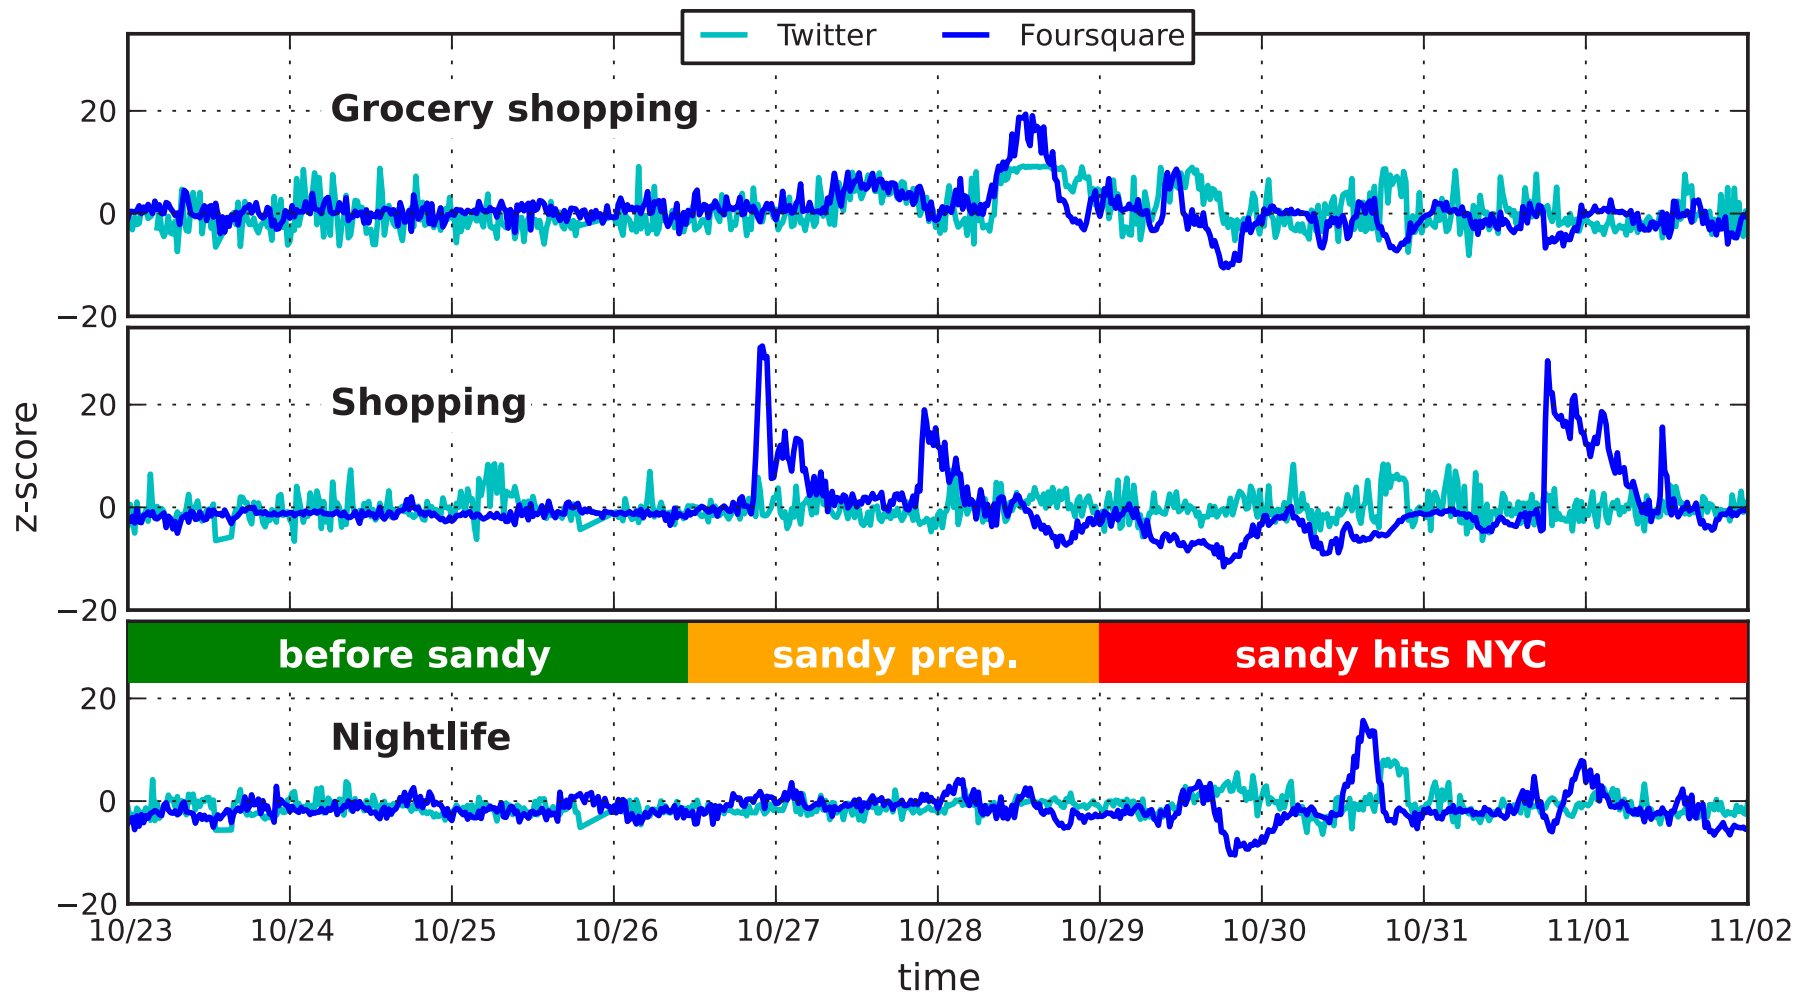 Twitter Foursquare
Grocery shopping
20
0
−20
Shopping
20
0
−20
z-score
before sandy sandy prep. sandy hits NYC
Nightlife
20
0
−20
10/23 10/24 10/25 10/26 10/27 10/28 10/29 10/30 10/31 11/01 11/02
time